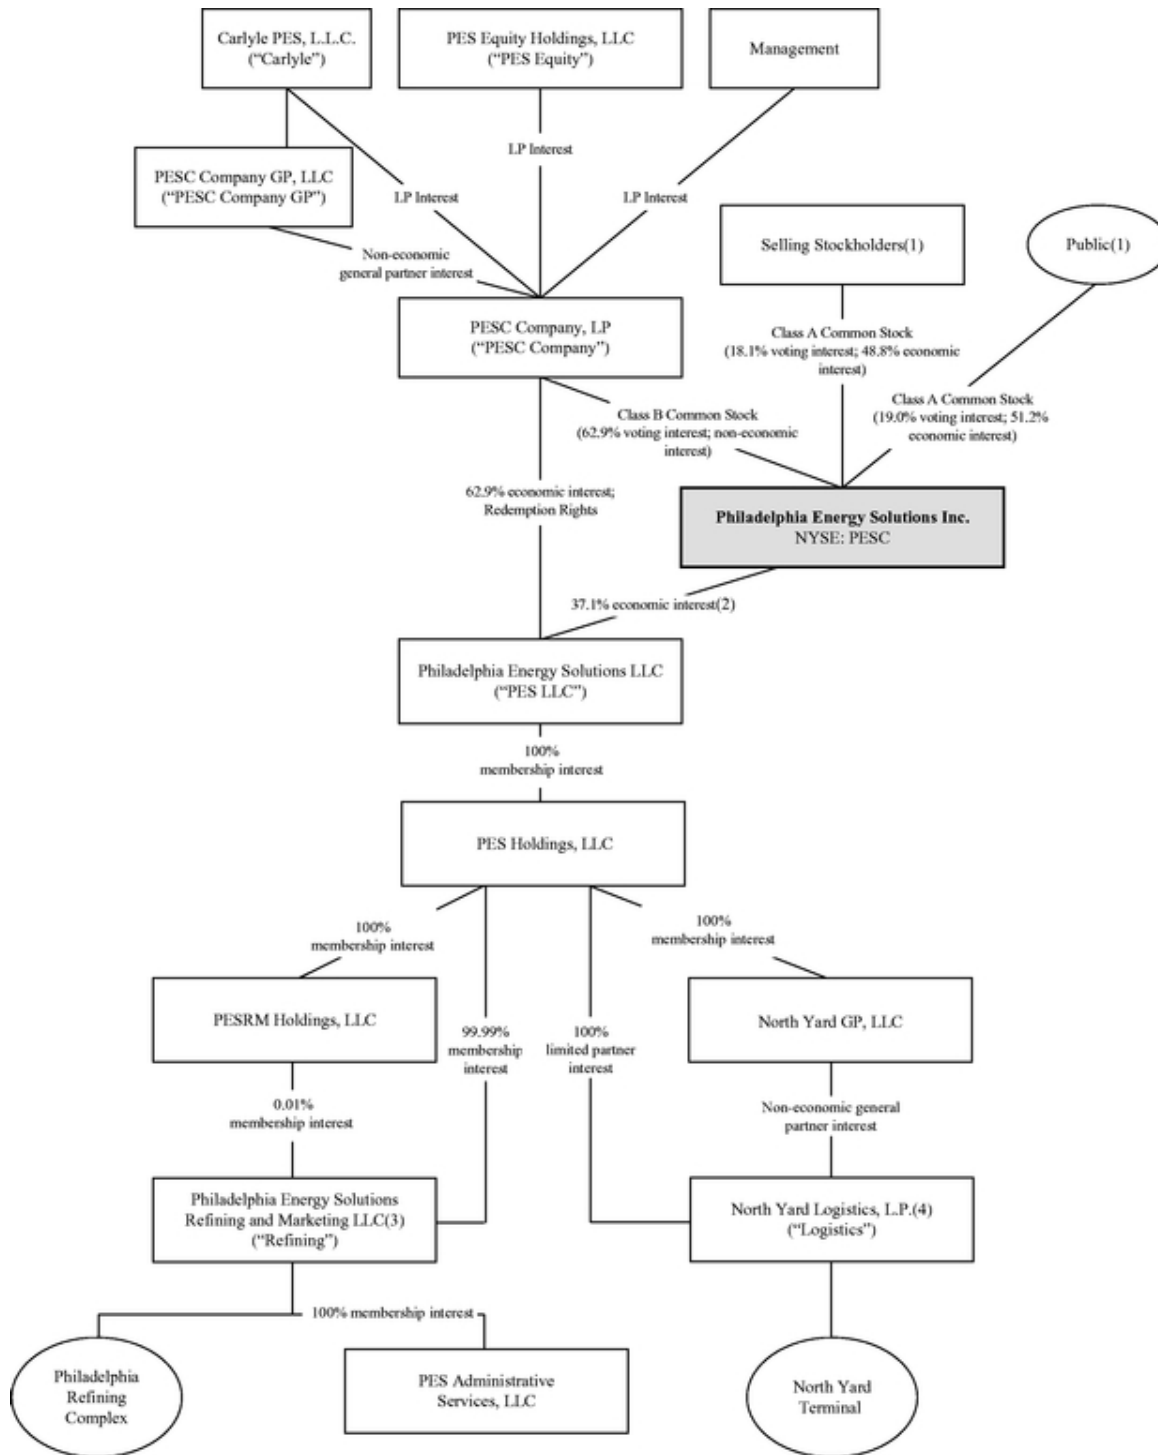 Carlyle PES, L.L.C.
(“Carlyle”)
PES Equity Holdings, LLC
(“PES Equity”)
Management
PESC Company GP, LLC
(“PESC Company GP”)
LP Interest
LP Interest
LP Interest
Non-economic
general partner interest
Selling Stockholders(1)
Public(1)
PESC Company, LP
(“PESC Company”)
Class A Common Stock
(18.1% voting interest; 48.8% economic
interest)
Class A Common Stock
(19.0% voting interest; 51.2%
economic interest)
Class B Common Stock
(62.9% voting interest; non-economic
interest)
62.9% economic interest;
Redemption Rights
Philadelphia Energy Solutions Inc.
NYSE: PESC
37.1% economic interest(2)
Philadelphia Energy Solutions LLC
(“PES LLC”)
100%
membership interest
PES Holdings, LLC
100%
membership interest
100%
membership interest
PESRM Holdings, LLC
99.99%
membership
interest
100%
limited partner
interest
North Yard GP, LLC
0.01%
membership interest
Non-economic general
partner interest
Philadelphia Energy Solutions
Refining and Marketing LLC(3)
(“Refining”)
North Yard Logistics, L.P.(4)
(“Logistics”)
100% membership interest
Philadelphia
Refining
Complex
PES Administrative
Services, LLC
North Yard
Terminal